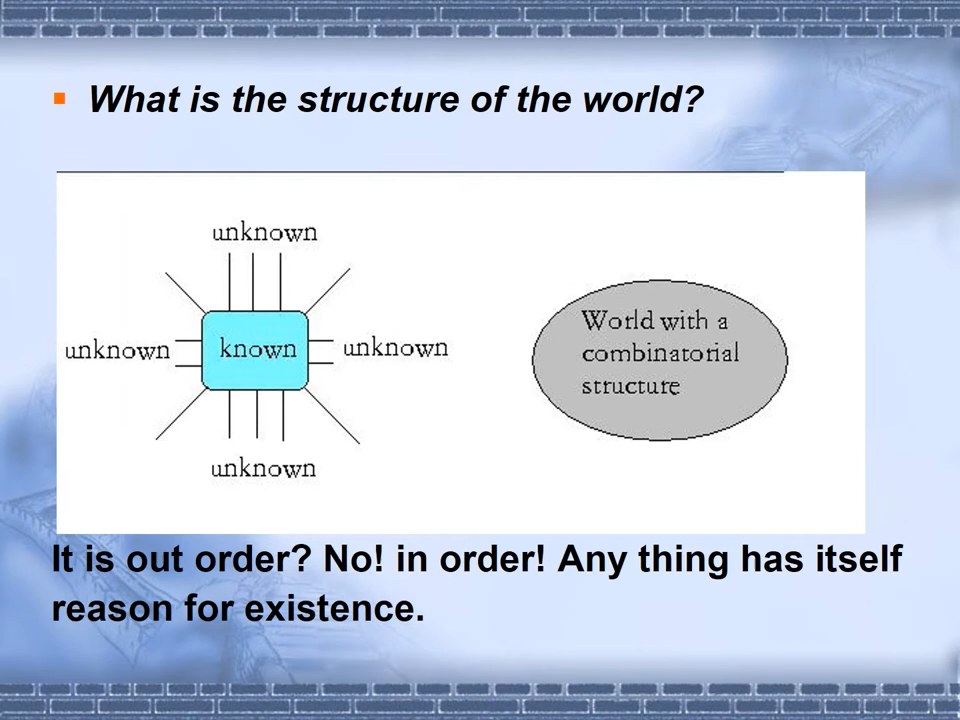 What is the structure of the world?
unknown
unknown
known
unknown
unknown
World with a
combinatorial
structure
It is out order? No! in order! Any thing has itself
reason for existence.